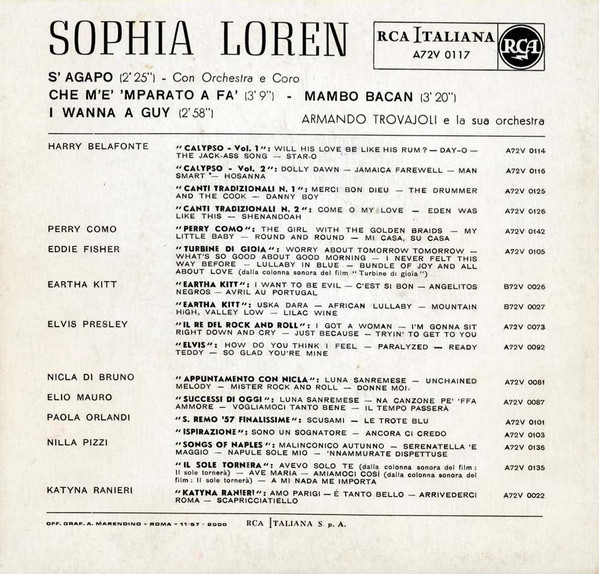 SOPHIA LOREN
RCA ITALIANA
A72V 0117
RCA
S' AGAPO (2' 25") - Con Orchestra e Coro
CHE M'E' 'MPARATO A FA' (3' 9") - MAMBO BACAN (3' 20")
I WANNA A GUY (2' 58")
ARMANDO TROVAJOLI e la sua orchestra
HARRY BELAFONTE "CALYPSO - Vol. 1": WILL HIS LOVE BE LIKE HIS RUM? — DAY-O — A72V 0114
THE JACK-ASS SONG — STAR-O
"CALYPSO - Vol. 2": DOLLY DAWN — JAMAICA FAREWELL — MAN A72V 0116
SMART — HOSANNA
"CANTI TRADIZIONALI N. 1": MERCI BON DIEU — THE DRUMMER A72V 0125
AND THE COOK — DANNY BOY
"CANTI TRADIZIONALI N. 2": COME O MY LOVE — EDEN WAS A72V 0126
LIKE THIS — SHENANDOAH
PERRY COMO "PERRY COMO": THE GIRL WITH THE GOLDEN BRAIDS — MY A72V 0142
LITTLE BABY — ROUND AND ROUND — MI CASA, SU CASA
EDDIE FISHER "TURBINE DI GIOIA": WORRY ABOUT TOMORROW TOMORROW — A72V 0105
WHAT'S SO GOOD ABOUT GOOD MORNING — I NEVER FELT THIS
WAY BEFORE — LULLABY IN BLUE — BUNDLE OF JOY AND ALL
ABOUT LOVE (dalla colonna sonora del film "Turbine di gioia")
EARTHA KITT "EARTHA KITT": I WANT TO BE EVIL — C'EST SI BON — ANGELITOS B72V 0026
NEGROS — AVRIL AU PORTUGAL
"EARTHA KITT": USKA DARA — AFRICAN LULLABY — MOUNTAIN B72V 0027
HIGH, VALLEY LOW — LILAC WINE
ELVIS PRESLEY "IL RE DEL ROCK AND ROLL": I GOT A WOMAN — I'M GONNA SIT A72V 0073
RIGHT DOWN AND CRY — JUST BECAUSE — TRYIN' TO GET TO YOU
"ELVIS": HOW DO YOU THINK I FEEL — PARALYZED — READY A72V 0092
TEDDY — SO GLAD YOU'RE MINE
NICLA DI BRUNO "APPUNTAMENTO CON NICLA": LUNA SANREMESE — UNCHAINED A72V 0081
MELODY — MISTER ROCK AND ROLL — DONNE MOI
ELIO MAURO "SUCCESSI DI OGGI": LUNA SANREMESE — NA CANZONE PE' 'FFA A72V 0087
AMMORE — VOGLIAMOCI TANTO BENE — IL TEMPO PASSERÀ
PAOLA ORLANDI "S. REMO '57 FINALISSIME": SCUSAMI — LE TROTE BLU A72V 0101
"ISPIRAZIONE": SONO UN SOGNATORE — ANCORA CI CREDO A72V 0103
NILLA PIZZI "SONGS OF NAPLES": MALINCONICO AUTUNNO — SERENATELLA 'E A72V 0136
MAGGIO — NAPULE SOLE MIO — 'NNAMMURATE DISPETTUSE
"IL SOLE TORNERÀ": AVEVO SOLO TE (dalla colonna sonora del film: A72V 0135
Il sole tornerà) — AVE MARIA — AMIAMOCI COSÌ (dalla colonna sonora del
film: Il sole tornerà) — A MI NADA ME IMPORTA
KATYNA RANIERI "KATYNA RANIERI": AMO PARIGI — È TANTO BELLO — ARRIVEDERCI A72V 0022
ROMA — SCAPRICCIATIELLO
OFF. GRAF. A. MARENDINO - ROMA - 11-57 - 2000
RCA ITALIANA S. p. A.